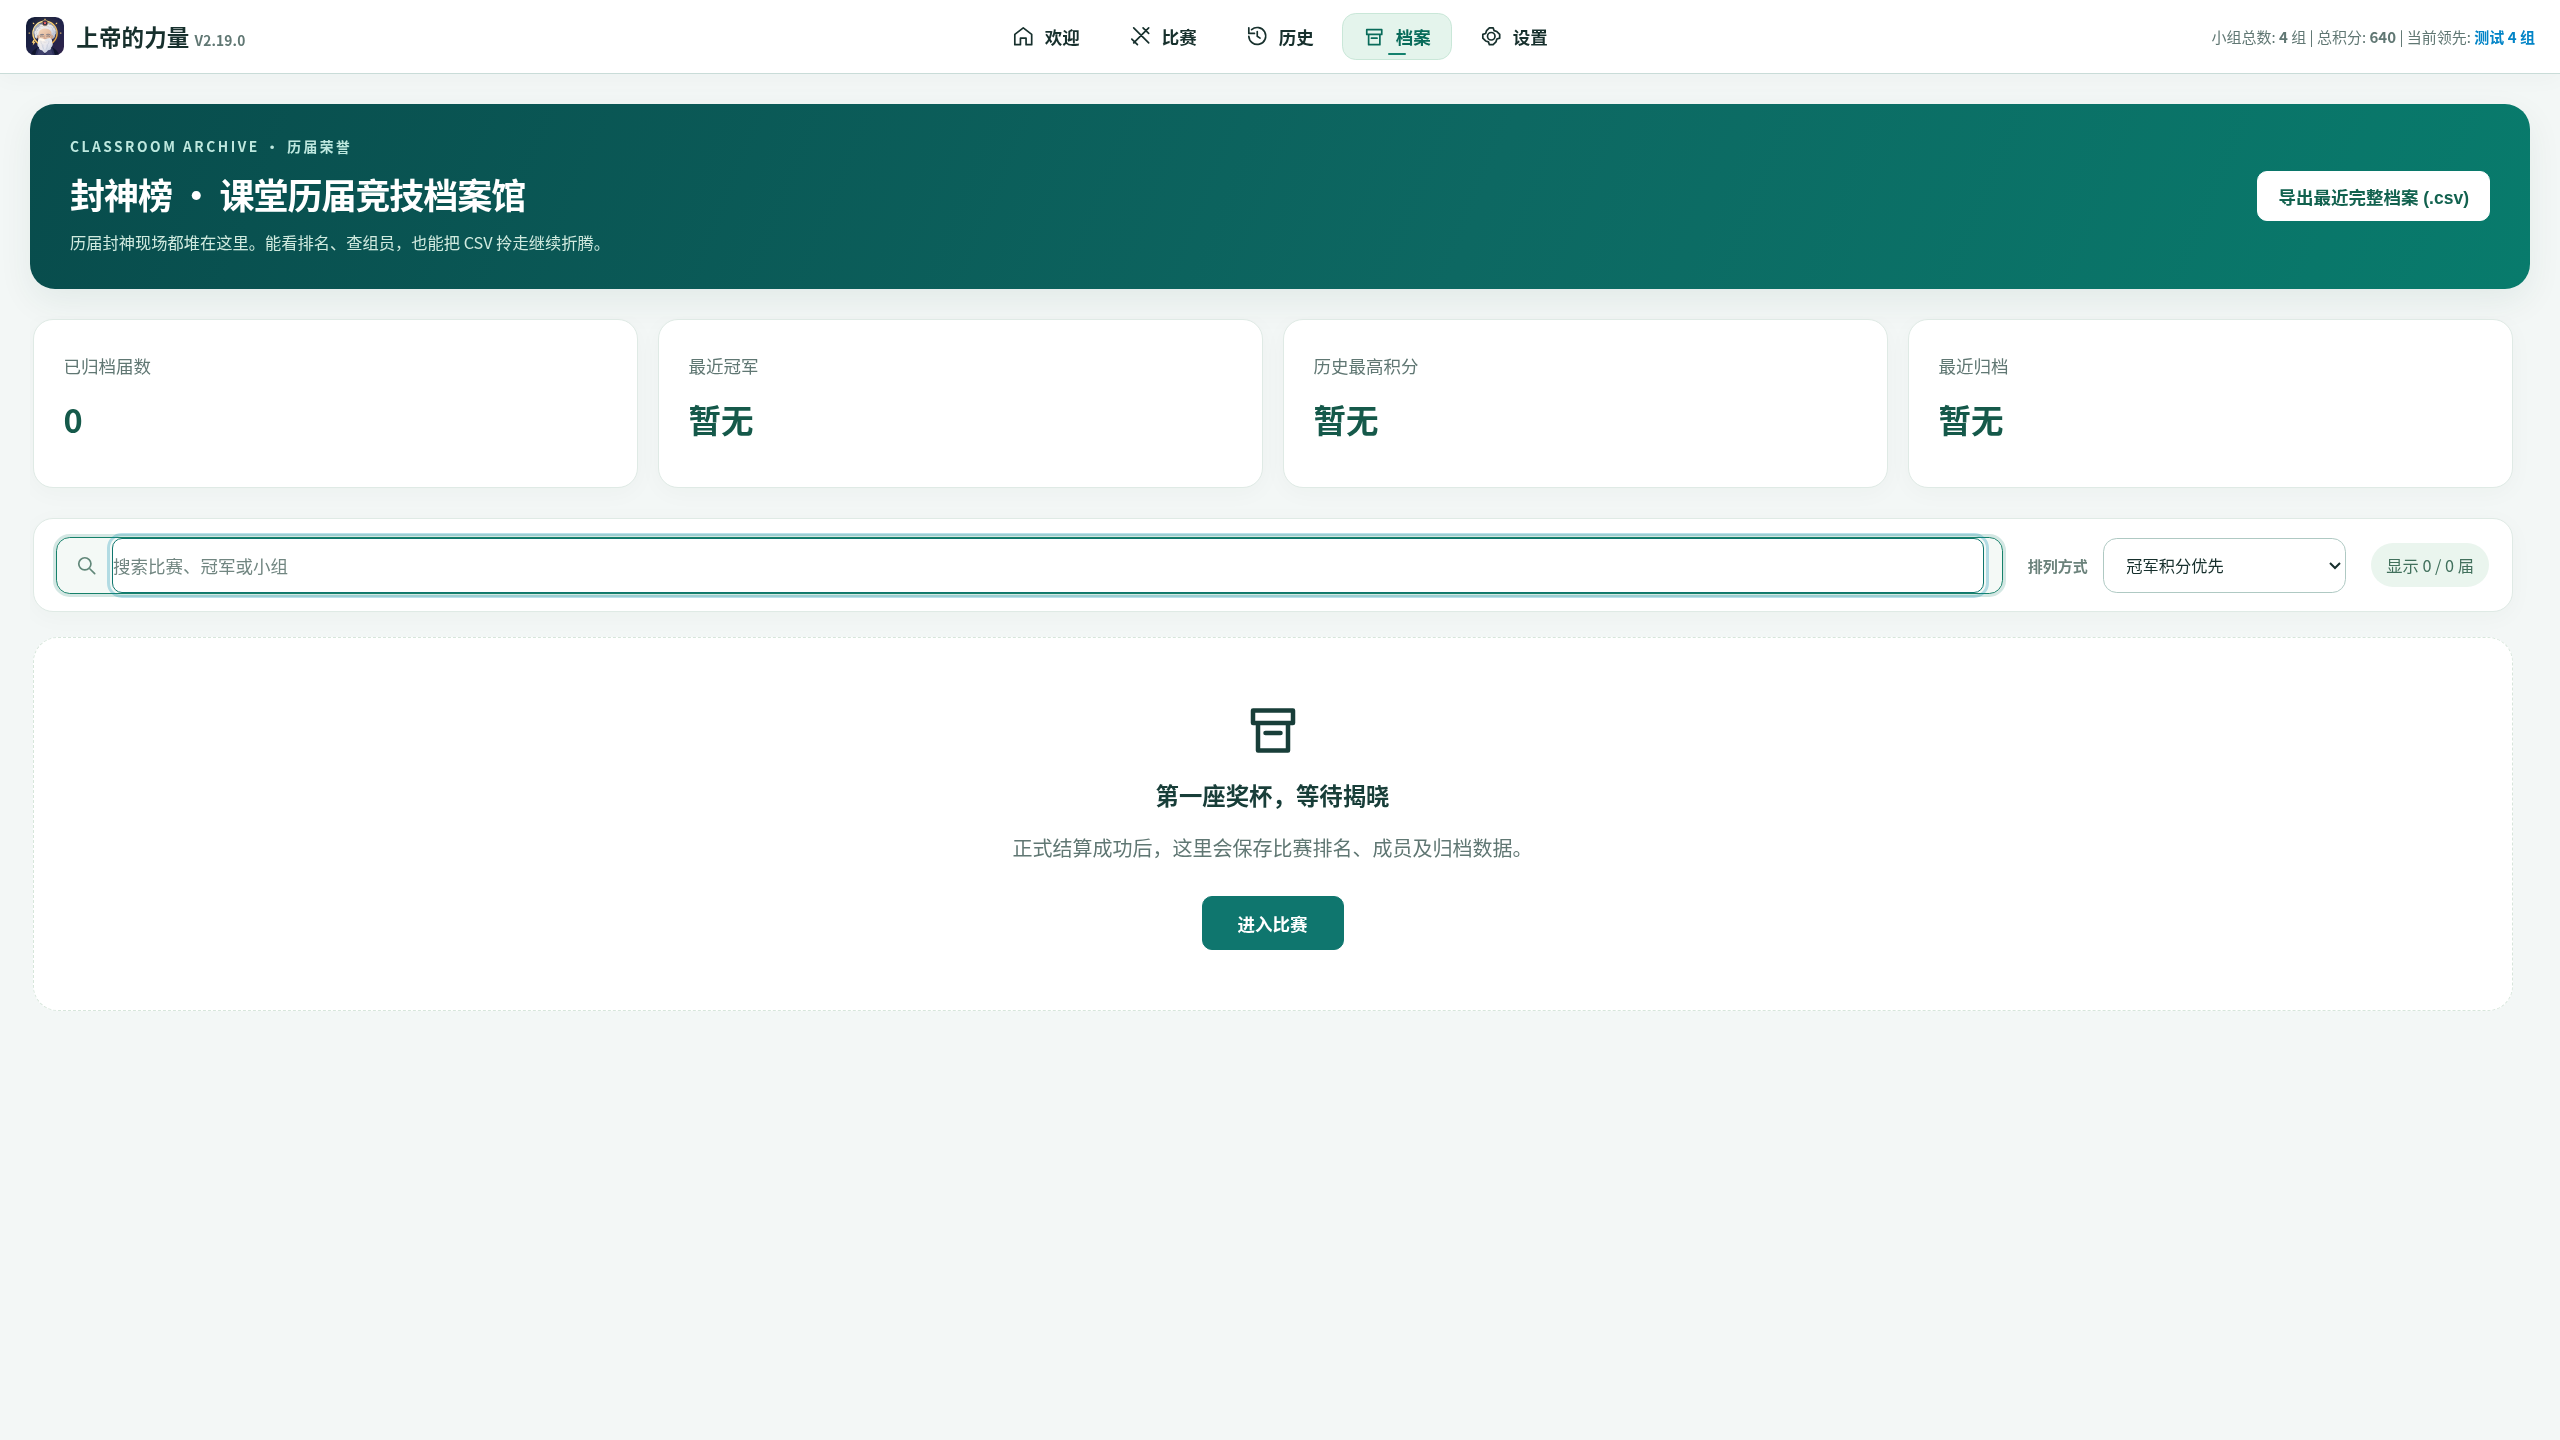 上帝的力量 V2.19.0
欢迎
比赛
历史
档案
设置
小组总数: 4 组 | 总积分: 640 | 当前领先: 测试 4 组
CLASSROOM ARCHIVE · 历届荣誉
封神榜 · 课堂历届竞技档案馆
历届封神现场都堆在这里。能看排名、查组员，也能把 CSV 拎走继续折腾。
导出最近完整档案 (.csv)
已归档届数
0
最近冠军
暂无
历史最高积分
暂无
最近归档
暂无
搜索比赛、冠军或小组
排列方式
冠军积分优先
显示 0 / 0 届
第一座奖杯，等待揭晓
正式结算成功后，这里会保存比赛排名、成员及归档数据。
进入比赛